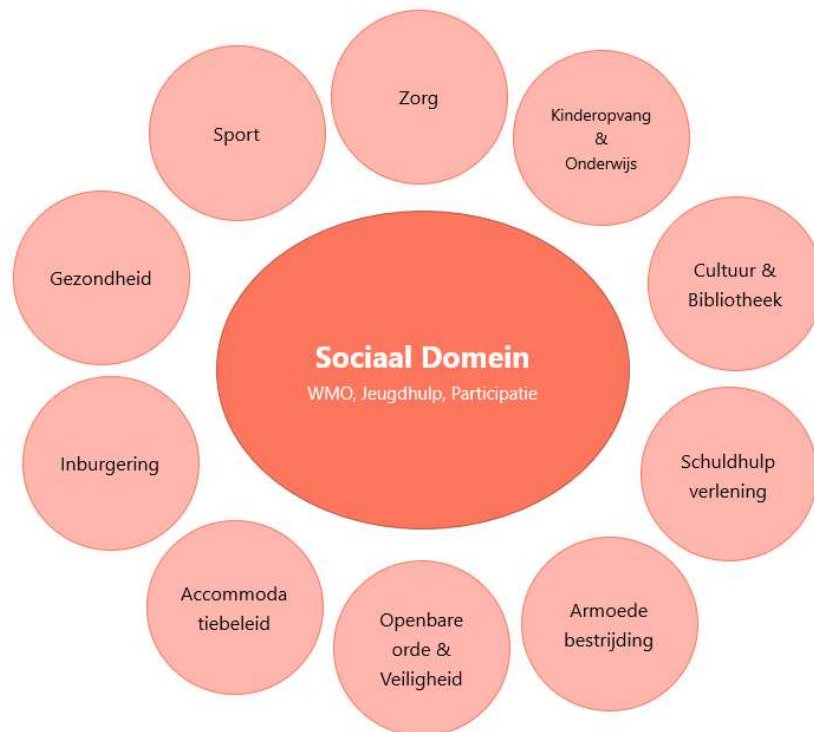 Zorg
Kinderopvang
&
Onderwijs
Cultuur &
Bibliotheek
Schuldhulp
verlening
Armoede
bestrijding
Openbare
orde &
Veiligheid
Accommoda
tiebeleid
Inburgering
Gezondheid
Sport
Sociaal Domein
WMO, Jeugdhulp, Participatie